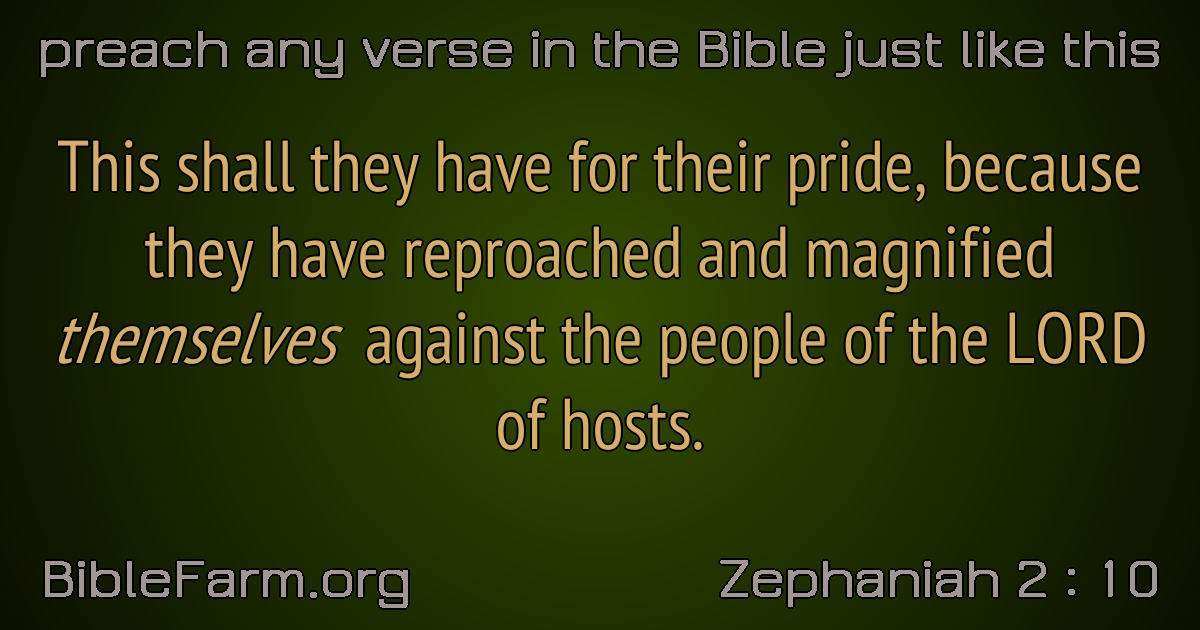 preach any verse in the Bible just like this
This shall they have for their pride, because
they have reproached and magnified
themselves against the people of the LORD
of hosts.
BibleFarm.org
Zephaniah 2 : 10